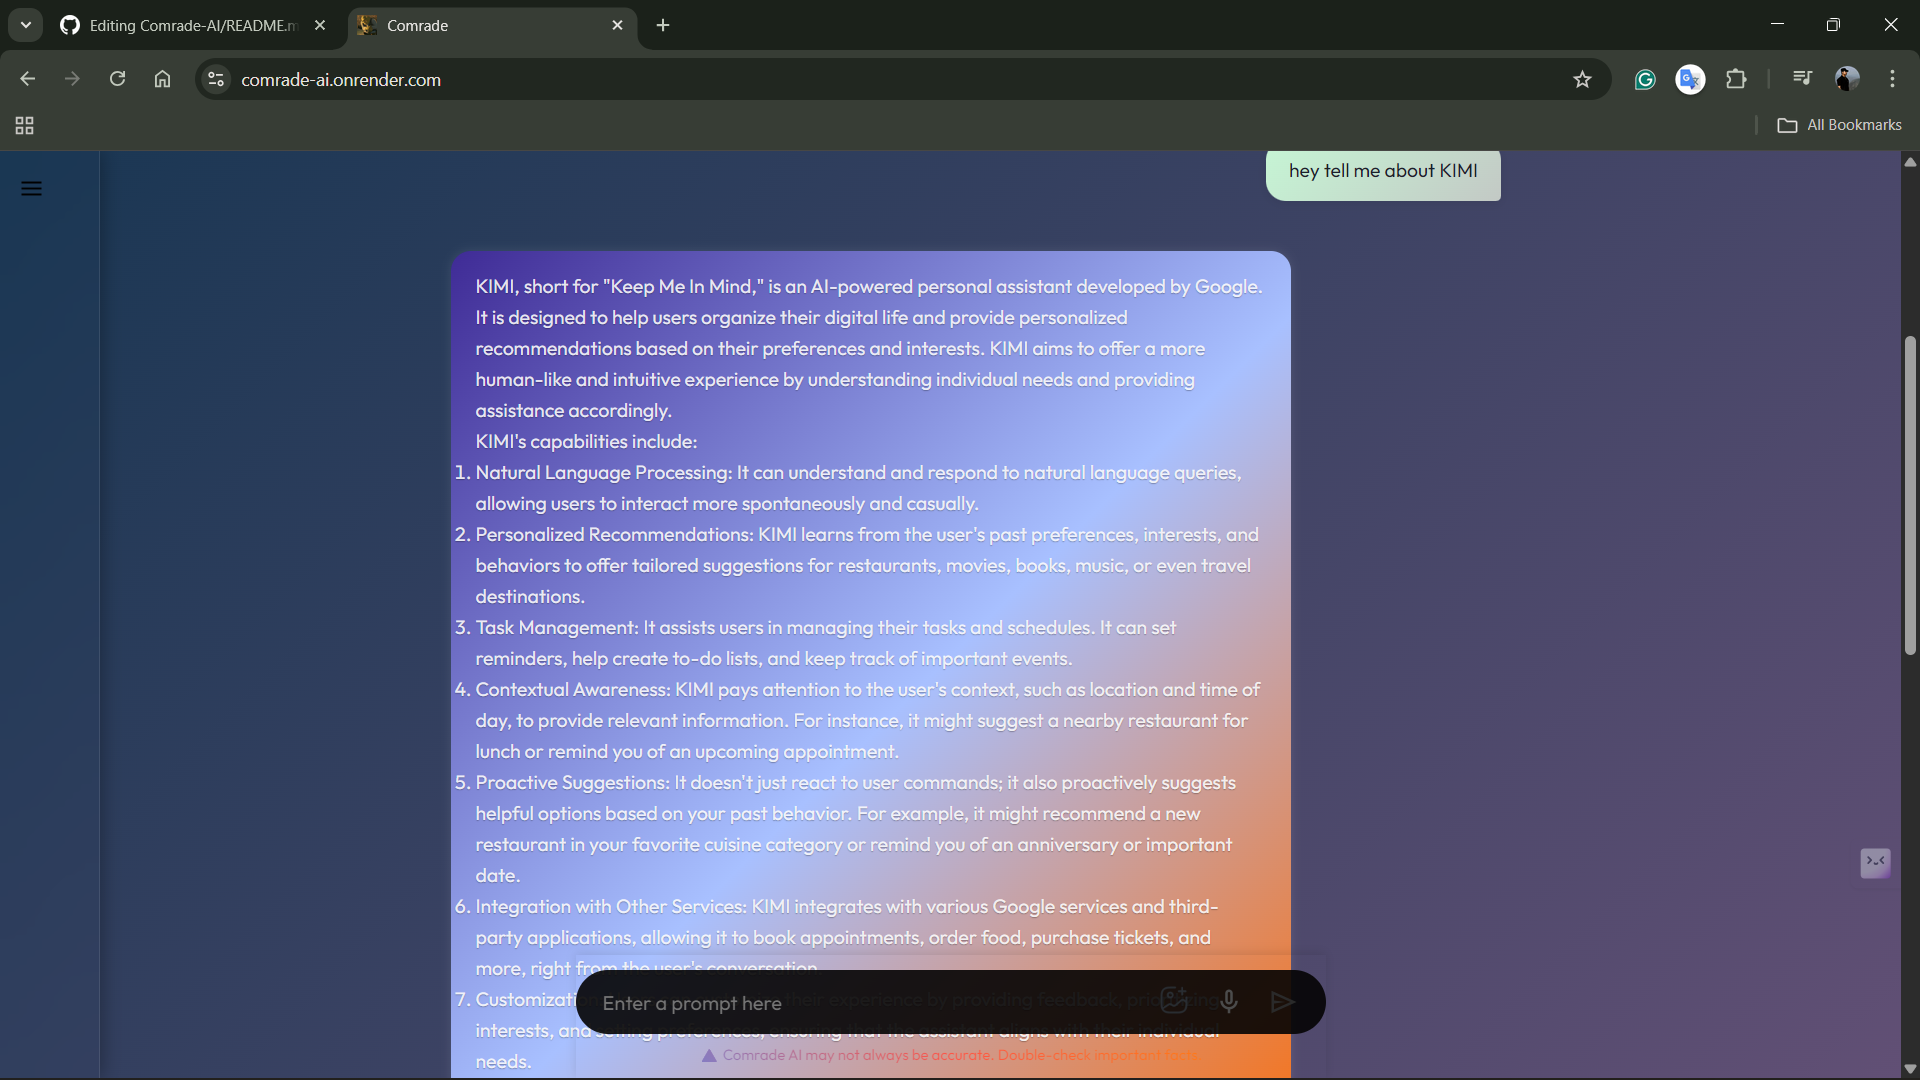 Editing Comrade-AI/README.m
Comrade
comrade-ai.onrender.com
All Bookmarks
hey tell me about KIMI
KIMI, short for "Keep Me In Mind," is an AI-powered personal assistant developed by Google.
It is designed to help users organize their digital life and provide personalized
recommendations based on their preferences and interests. KIMI aims to offer a more
human-like and intuitive experience by understanding individual needs and providing
assistance accordingly.
KIMI's capabilities include:
1. Natural Language Processing: It can understand and respond to natural language queries,
allowing users to interact more spontaneously and casually.
2. Personalized Recommendations: KIMI learns from the user's past preferences, interests, and
behaviors to offer tailored suggestions for restaurants, movies, books, music, or even travel
destinations.
3. Task Management: It assists users in managing their tasks and schedules. It can set
reminders, help create to-do lists, and keep track of important events.
4. Contextual Awareness: KIMI pays attention to the user's context, such as location and time of
day, to provide relevant information. For instance, it might suggest a nearby restaurant for
lunch or remind you of an upcoming appointment.
5. Proactive Suggestions: It doesn't just react to user commands; it also proactively suggests
helpful options based on your past behavior. For example, it might recommend a new
restaurant in your favorite cuisine category or remind you of an anniversary or important
date.
6. Integration with Other Services: KIMI integrates with various Google services and third-
party applications, allowing it to book appointments, order food, purchase tickets, and
more, right from the user's conversation.
7. Customizati their experience by providing feedback,
Enter a prompt here
interests, and setting preferences, ensuring that the assistant aligns with their individual
needs.
Comrade AI may not always be accurate. Double-check important